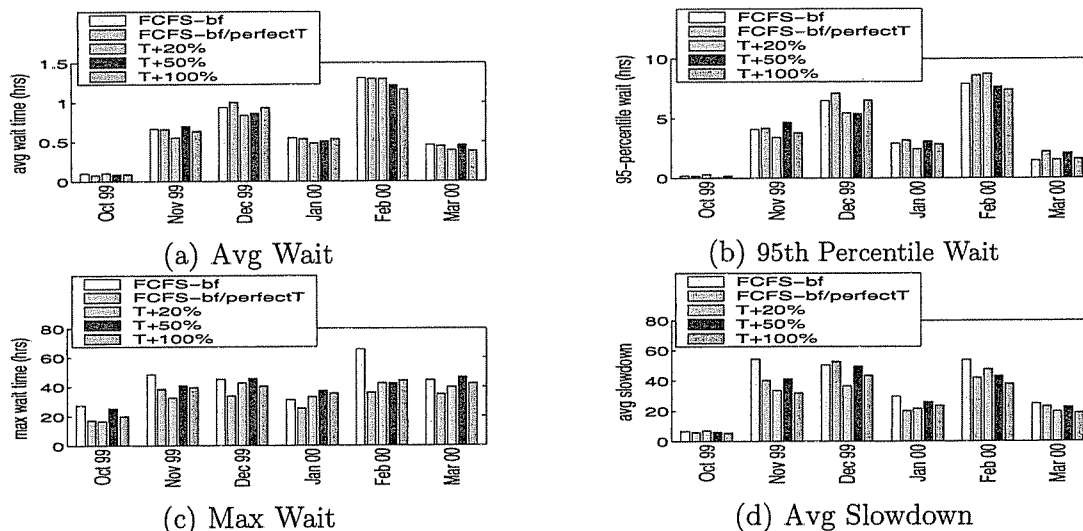 FCFS-bf
FCFS-bf/perfectT
T+20%
T+50%
T+100%
avg wait time (hrs)
1.5
1
0.5
0
Oct 99
Nov 99
Dec 99
Jan 00
Feb 00
Mar 00
(a) Avg Wait
FCFS-bf
FCFS-bf/perfectT
T+20%
T+50%
T+100%
95-percentile wait (hrs)
10
5
0
Oct 99
Nov 99
Dec 99
Jan 00
Feb 00
Mar 00
(b) 95th Percentile Wait
FCFS-bf
FCFS-bf/perfectT
T+20%
T+50%
T+100%
max wait time (hrs)
80
60
40
20
0
Oct 99
Nov 99
Dec 99
Jan 00
Feb 00
Mar 00
(c) Max Wait
FCFS-bf
FCFS-bf/perfectT
T+20%
T+50%
T+100%
avg slowdown
80
60
40
20
0
Oct 99
Nov 99
Dec 99
Jan 00
Feb 00
Mar 00
(d) Avg Slowdown